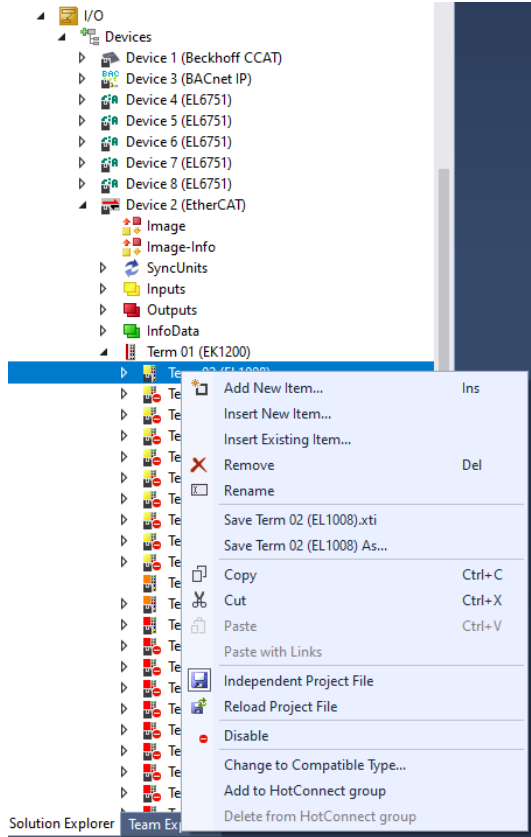 I/O
Devices
Device 1 (Beckhoff CCAT)
BAC
Device 3 (BACnet IP)
Device 4 (EL6751)
Device 5 (EL6751)
Device 6 (EL6751)
Device 7 (EL6751)
Device 8 (EL6751)
Device 2 (EtherCAT)
Image
Image-Info
SyncUnits
Inputs
Outputs
InfoData
Term 01 (EK1200)
Add New Item... Ins
Insert New Item...
Insert Existing Item...
Remove Del
Rename
Save Term 02 (EL1008).xti
Save Term 02 (EL1008) As...
Copy Ctrl+C
Cut Ctrl+X
Paste Ctrl+V
Paste with Links
Independent Project File
Reload Project File
Disable
Change to Compatible Type...
Add to HotConnect group
Delete from HotConnect group
Solution Explorer Team Exp